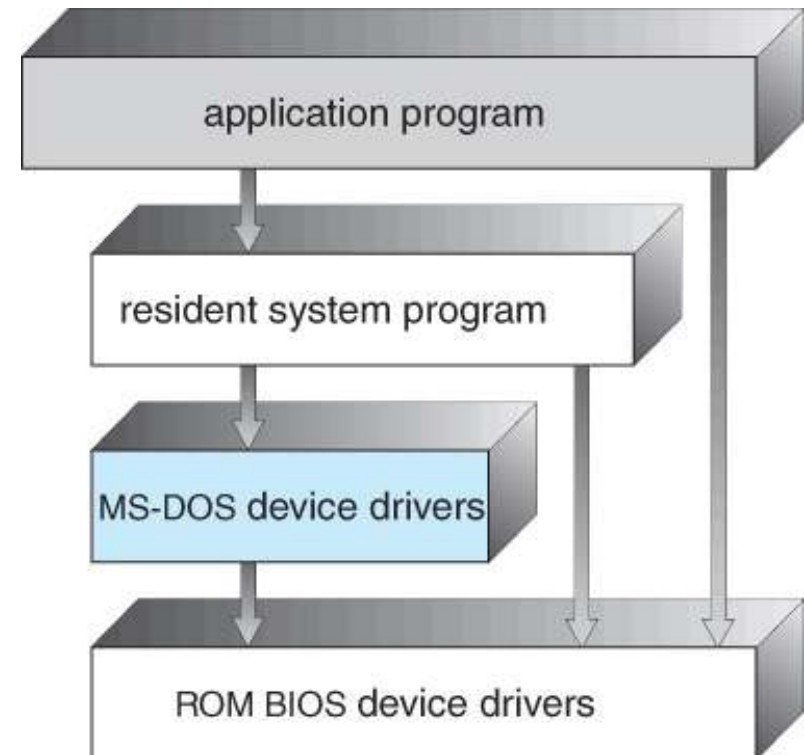 application program
resident system program
MS-DOS device drivers
ROM BIOS device drivers